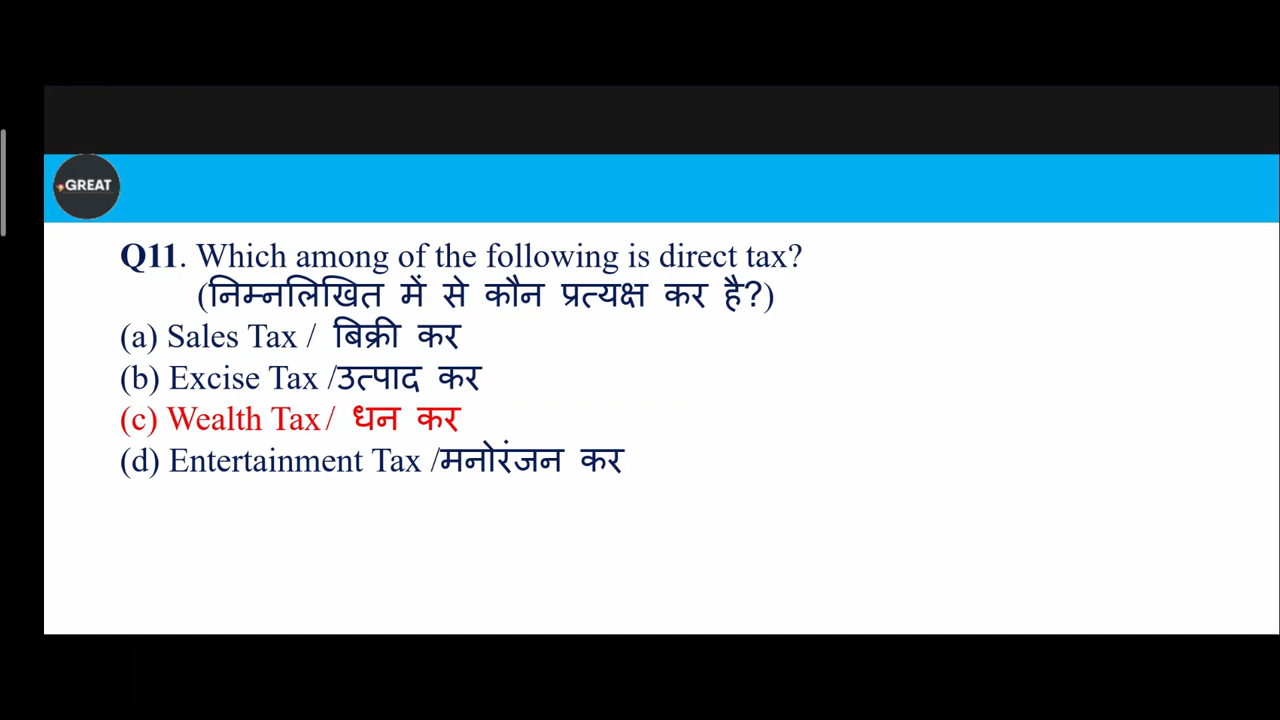 GREAT
Q11. Which among of the following is direct tax?
(निम्नलिखित में से कौन प्रत्यक्ष कर है?)
(a) Sales Tax / बिक्री कर
(b) Excise Tax /उत्पाद कर
(c) Wealth Tax / धन कर
(d) Entertainment Tax /मनोरंजन कर